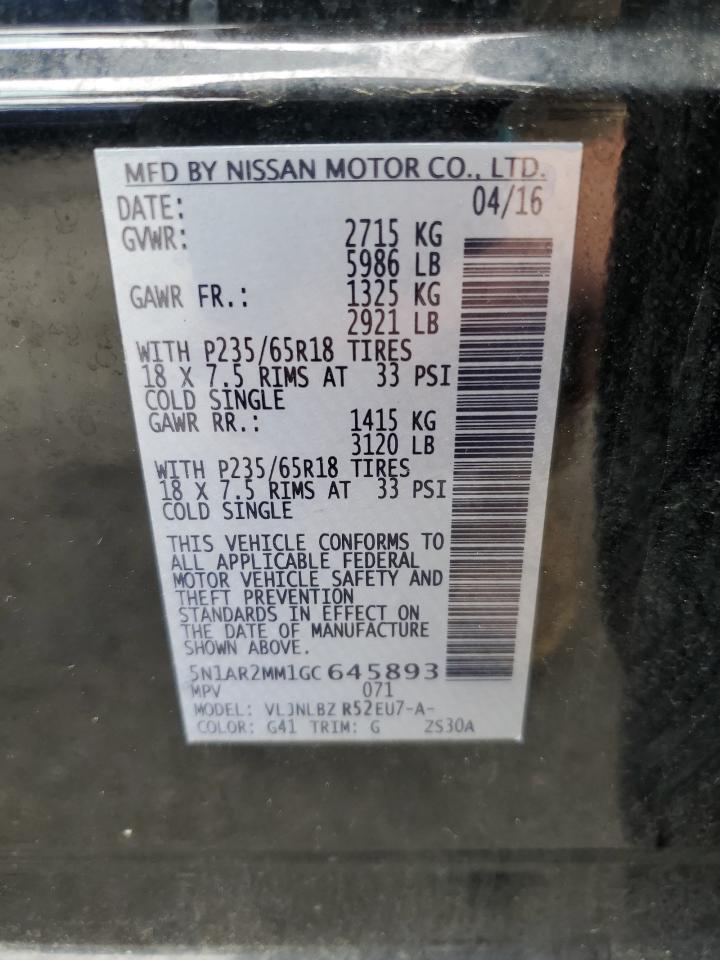 MFD BY NISSAN MOTOR CO., LTD.
DATE: 04/16
GVWR: 2715 KG
5986 LB
GAWR FR.: 1325 KG
2921 LB
WITH P235/65R18 TIRES
18 X 7.5 RIMS AT 33 PSI
COLD SINGLE
GAWR RR.: 1415 KG
3120 LB
WITH P235/65R18 TIRES
18 X 7.5 RIMS AT 33 PSI
COLD SINGLE
THIS VEHICLE CONFORMS TO
ALL APPLICABLE FEDERAL
MOTOR VEHICLE SAFETY AND
THEFT PREVENTION
STANDARDS IN EFFECT ON
THE DATE OF MANUFACTURE
SHOWN ABOVE.
5N1AR2MM1GC 645893
MPV 071
MODEL: VLJNLBZ R52EU7-A-
COLOR: G41 TRIM: G ZS30A